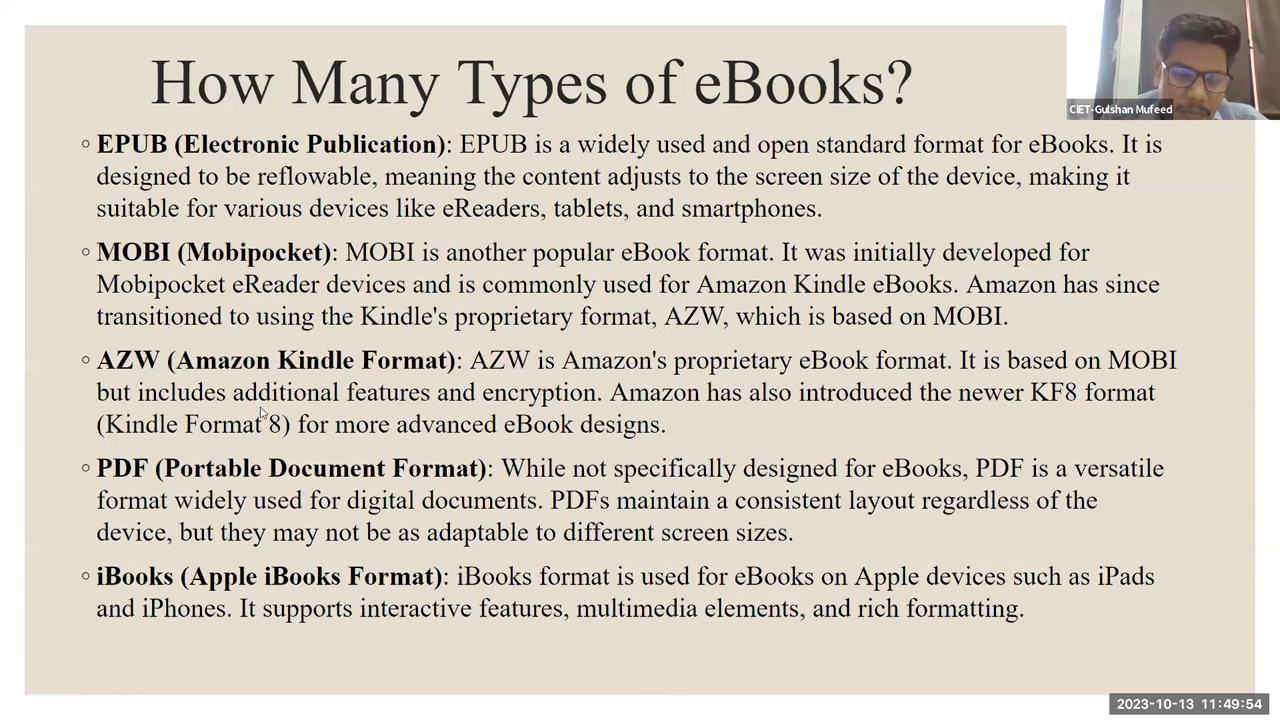 How Many Types of eBooks?
CIET-Gulshan Mufeed
◦ EPUB (Electronic Publication): EPUB is a widely used and open standard format for eBooks. It is
designed to be reflowable, meaning the content adjusts to the screen size of the device, making it
suitable for various devices like eReaders, tablets, and smartphones.
◦ MOBI (Mobipocket): MOBI is another popular eBook format. It was initially developed for
Mobipocket eReader devices and is commonly used for Amazon Kindle eBooks. Amazon has since
transitioned to using the Kindle's proprietary format, AZW, which is based on MOBI.
◦ AZW (Amazon Kindle Format): AZW is Amazon's proprietary eBook format. It is based on MOBI
but includes additional features and encryption. Amazon has also introduced the newer KF8 format
(Kindle Format 8) for more advanced eBook designs.
◦ PDF (Portable Document Format): While not specifically designed for eBooks, PDF is a versatile
format widely used for digital documents. PDFs maintain a consistent layout regardless of the
device, but they may not be as adaptable to different screen sizes.
◦ iBooks (Apple iBooks Format): iBooks format is used for eBooks on Apple devices such as iPads
and iPhones. It supports interactive features, multimedia elements, and rich formatting.
2023-10-13 11:49:54